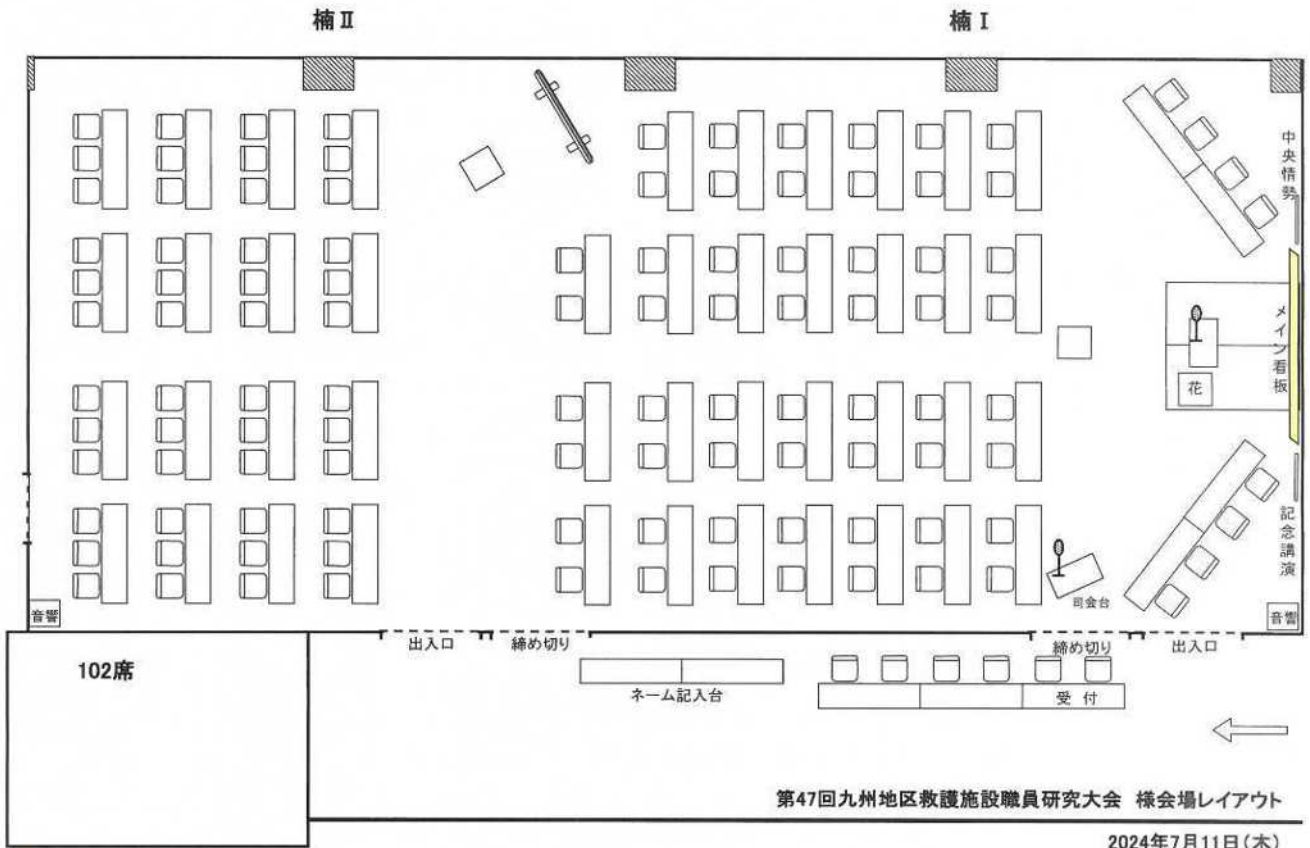 楠Ⅱ
楠Ⅰ
中央情勢
メイン看板
花
記念講演
司会台
音響
音響
出入口
締め切り
締め切り
出入口
102席
ネーム記入台
受付
第47回九州地区救護施設職員研究大会 様会場レイアウト
2024年7月11日(木)